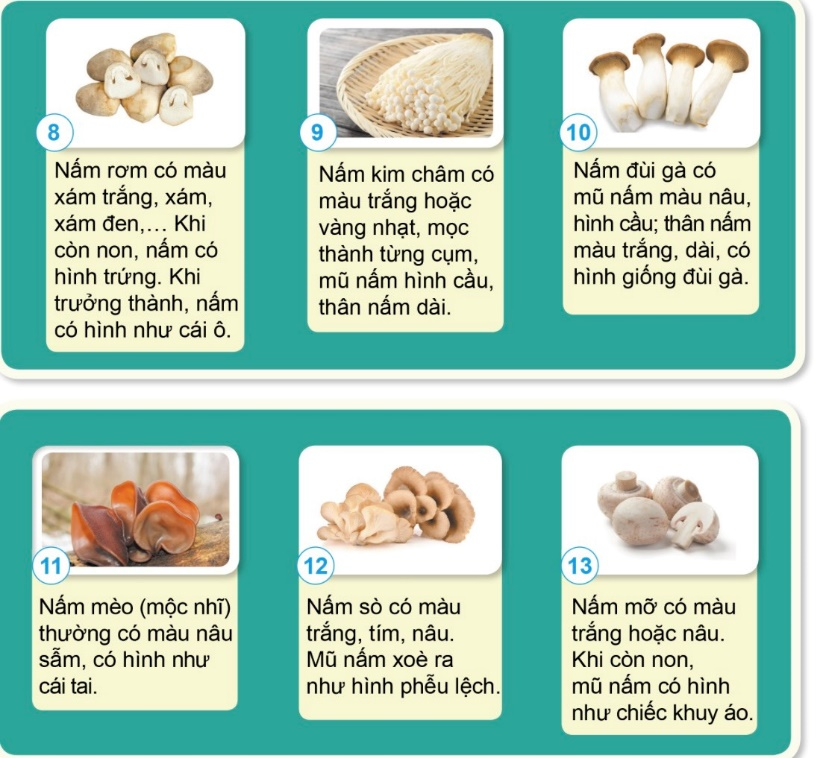 8
Nấm rơm có màu
xám trắng, xám,
xám đen,... Khi
còn non, nấm có
hình trứng. Khi
trưởng thành, nấm
có hình như cái ô.
9
Nấm kim châm có
màu trắng hoặc
vàng nhạt, mọc
thành từng cụm,
mũ nấm hình cầu,
thân nấm dài.
10
Nấm đùi gà có
mũ nấm màu nâu,
hình cầu; thân nấm
màu trắng, dài, có
hình giống đùi gà.
11
Nấm mèo (mộc nhĩ)
thường có màu nâu
sẫm, có hình như
cái tai.
12
Nấm sò có màu
trắng, tím, nâu.
Mũ nấm xoè ra
như hình phễu lệch.
13
Nấm mỡ có màu
trắng hoặc nâu.
Khi còn non,
mũ nấm có hình
như chiếc khuy áo.